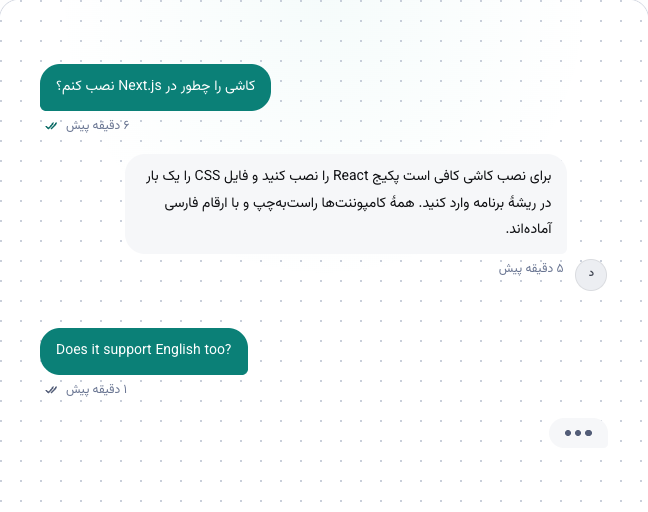 کاشی را چطور در Next.js نصب کنم؟
۶ دقیقه پیش
برای نصب کاشی کافی است پکیج React را نصب کنید و فایل CSS را یک بار
در ریشهٔ برنامه وارد کنید. همهٔ کامپوننت‌ها راست‌به‌چپ و با ارقام فارسی
آماده‌اند.
د
۵ دقیقه پیش
Does it support English too?
۱ دقیقه پیش